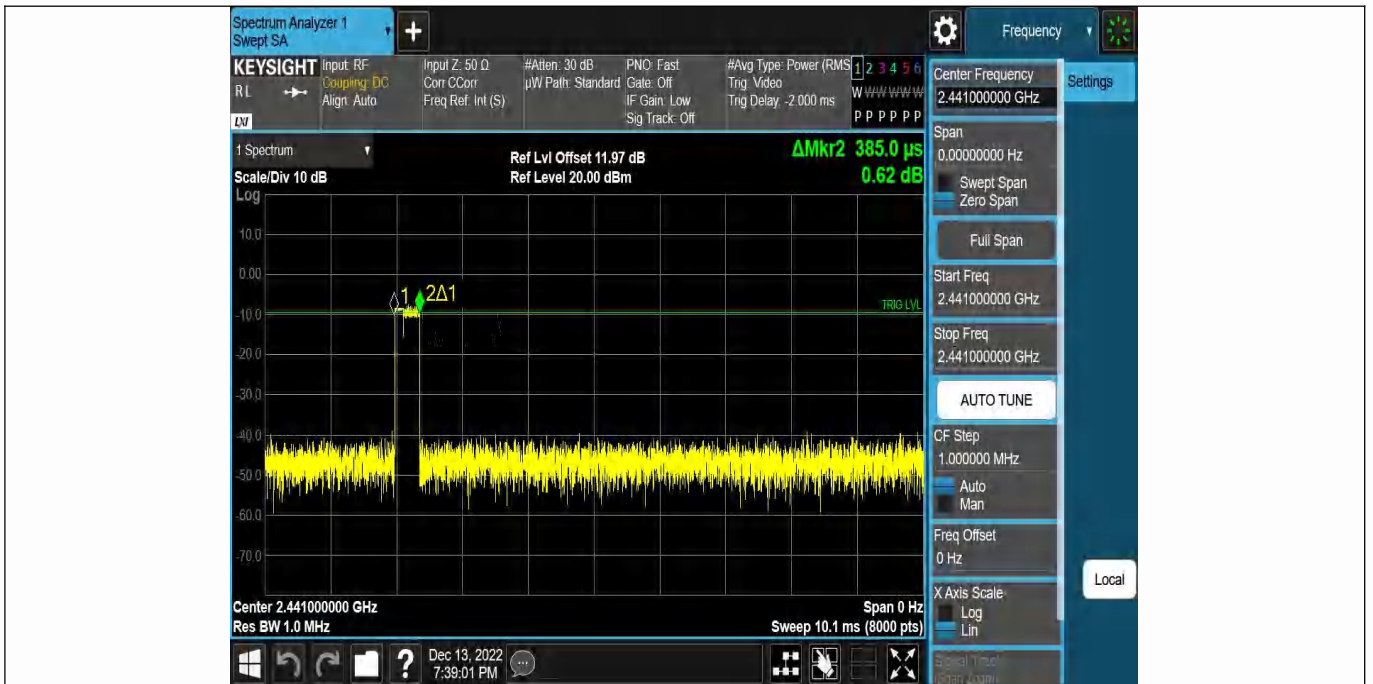 Spectrum Analyzer 1
Swept SA
+
Frequency
KEYSIGHT
Input: RF
Input Z: 50 Ω
#Atten: 30 dB
PNO: Fast
#Avg Type: Power (RMS
1 2 3 4 5 6
R L
Coupling: DC
Corr CCorr
µW Path: Standard
Gate: Off
Trig: Video
W W W W W W
Align: Auto
Freq Ref: Int (S)
IF Gain: Low
Trig Delay: -2.000 ms
LXI
Sig Track: Off
P P P P P P
1 Spectrum
Ref Lvl Offset 11.97 dB
ΔMkr2 385.0 µs
Scale/Div 10 dB
Ref Level 20.00 dBm
0.62 dB
Log
10.0
0.00
1
2Δ1
TRIG LVL
-10.0
-20.0
-30.0
-40.0
-50.0
-60.0
-70.0
Center 2.441000000 GHz
Span 0 Hz
Res BW 1.0 MHz
Sweep 10.1 ms (8000 pts)
Center Frequency
2.441000000 GHz
Settings
Span
0.00000000 Hz
Swept Span
Zero Span
Full Span
Start Freq
2.441000000 GHz
Stop Freq
2.441000000 GHz
AUTO TUNE
CF Step
1.000000 MHz
Auto
Man
Freq Offset
0 Hz
Local
X Axis Scale
Log
Lin
Signal Track
(Span Zoom)
?
Dec 13, 2022
7:39:01 PM